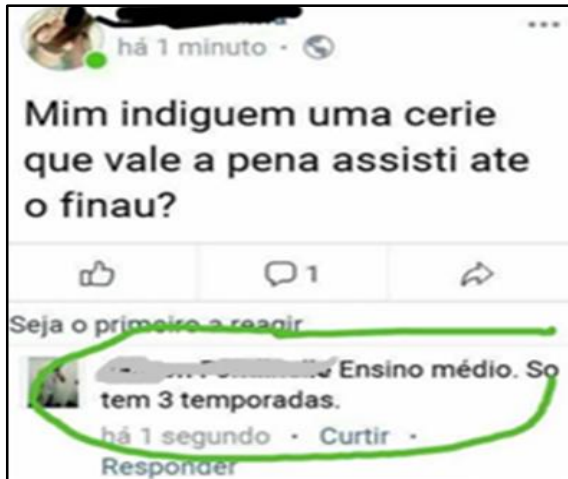 há 1 minuto ·
Mim indiguem uma cerie
que vale a pena assisti ate
o finau?
1
Seja o primeiro a reagir
Ensino médio. So
tem 3 temporadas.
há 1 segundo · Curtir ·
Responder